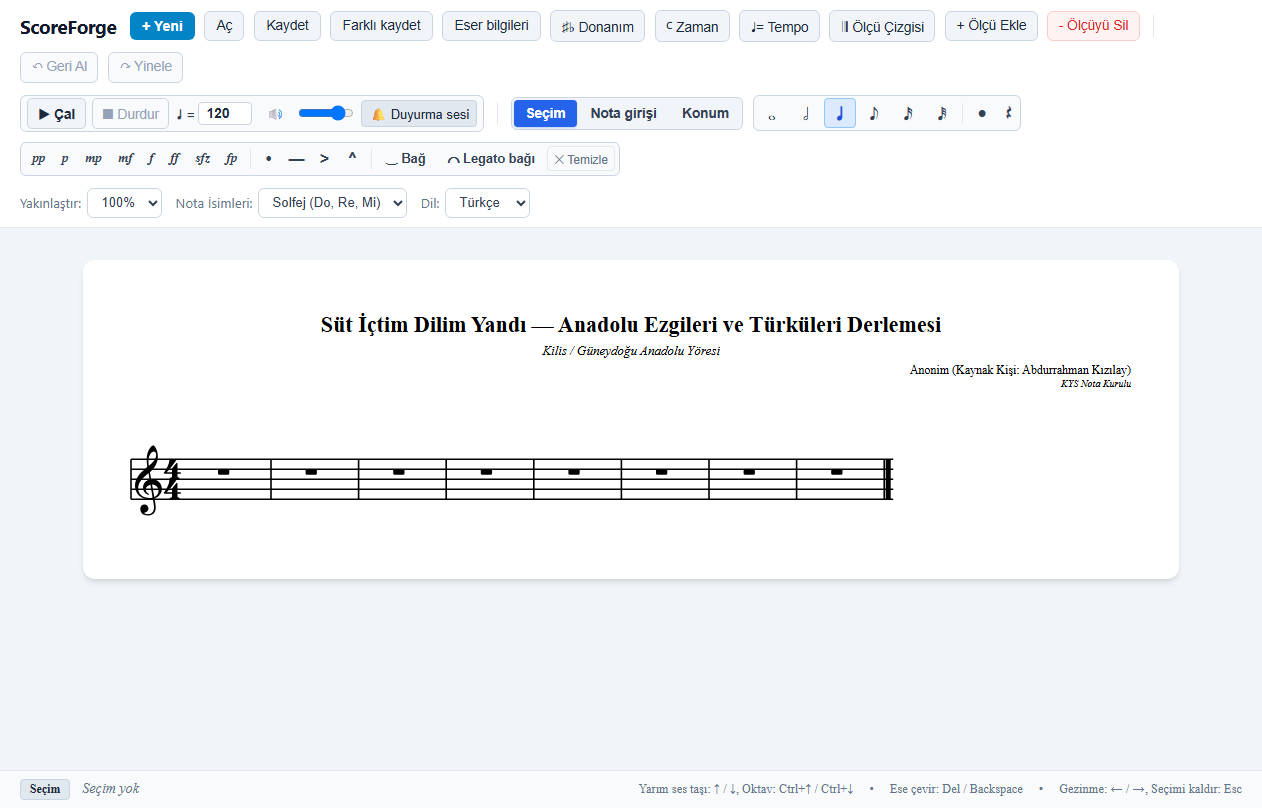 ScoreForge + Yeni Aç Kaydet Farklı kaydet Eser bilgileri ♯♭ Donanım C Zaman ♩= Tempo Ölçü Çizgisi + Ölçü Ekle - Ölçüyü Sil
↶ Geri Al ↷ Yinele
▶ Çal ■ Durdur ♩ = 120 🔊 🔔 Duyurma sesi Seçim Nota girişi Konum
pp p mp mf f ff sfz fp • — > ^ Bağ Legato bağı ✕ Temizle
Yakınlaştır: 100% Nota İsimleri: Solfej (Do, Re, Mi) Dil: Türkçe
Süt İçtim Dilim Yandı — Anadolu Ezgileri ve Türküleri Derlemesi
Kilis / Güneydoğu Anadolu Yöresi
Anonim (Kaynak Kişi: Abdurrahman Kızılay)
KYS Nota Kurulu
4
4
Seçim Seçim yok Yarım ses taşı: ↑ / ↓, Oktav: Ctrl+↑ / Ctrl+↓ • Ese çevir: Del / Backspace • Gezinme: ← / →, Seçimi kaldır: Esc